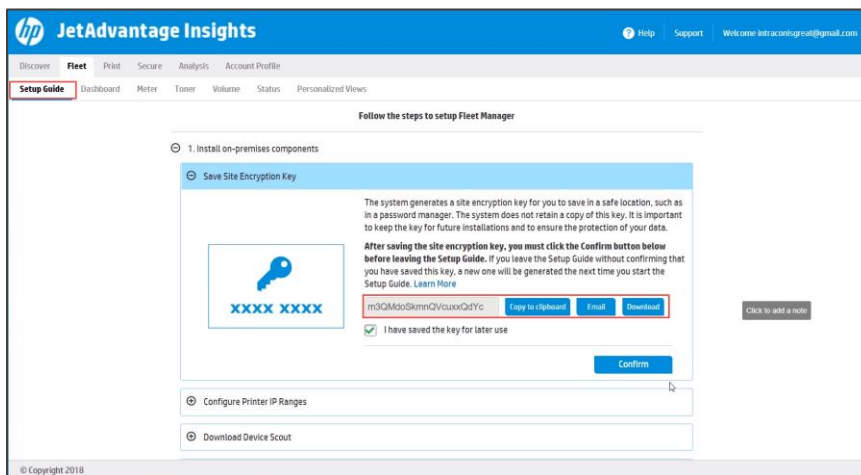 hp JetAdvantage Insights
Help Support Welcome intraconisgreat@gmail.com
Discover Fleet Print Secure Analysis Account Profile
Setup Guide Dashboard Meter Toner Volume Status Personalized Views
Follow the steps to setup Fleet Manager
1. Install on-premises components
Save Site Encryption Key
The system generates a site encryption key for you to save in a safe location, such as
in a password manager. The system does not retain a copy of this key. It is important
to keep the key for future installations and to ensure the protection of your data.
After saving the site encryption key, you must click the Confirm button below
before leaving the Setup Guide. If you leave the Setup Guide without confirming that
you have saved this key, a new one will be generated the next time you start the
Setup Guide. Learn More
XXXX XXXX
m3QMdoSkmnQVcuxxQdYc Copy to clipboard Email Download
Click to add a note
I have saved the key for later use
Confirm
Configure Printer IP Ranges
Download Device Scout
© Copyright 2018